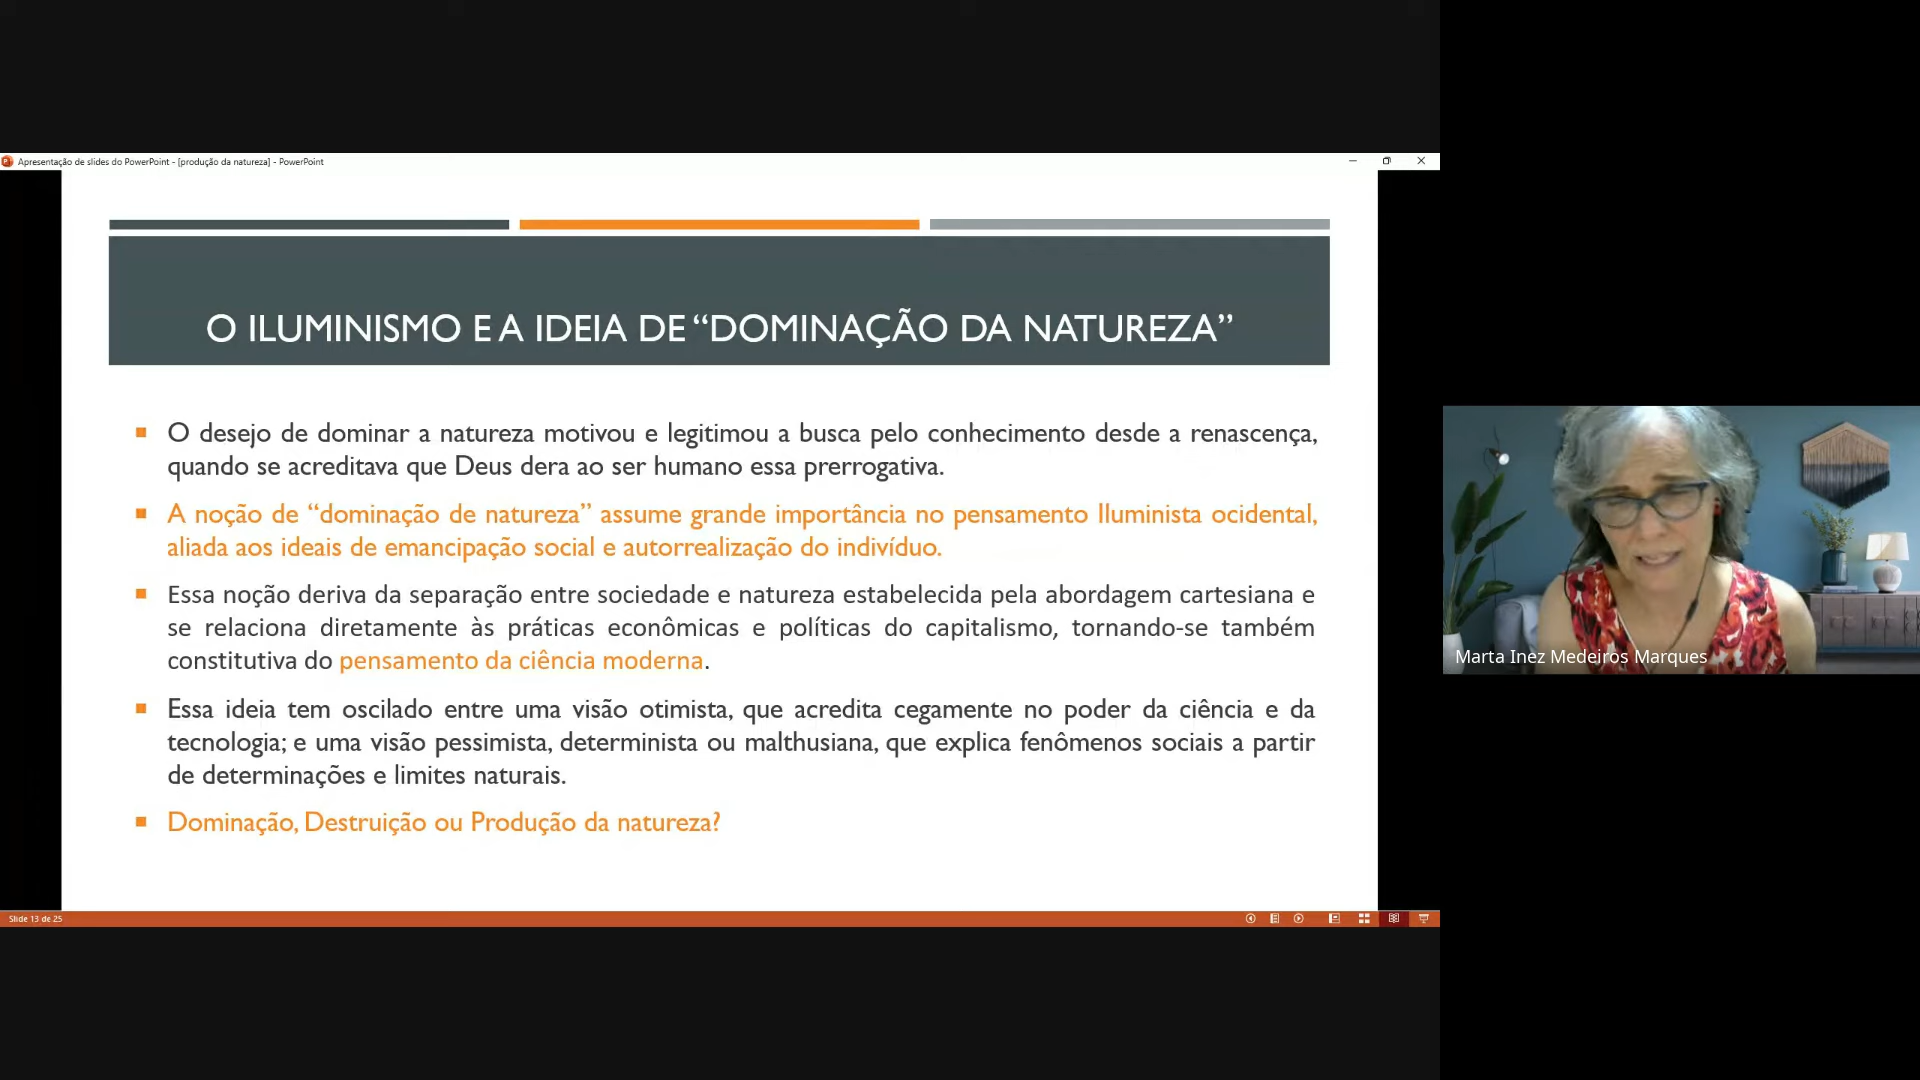 Apresentação de slides do PowerPoint - [produção da natureza] - PowerPoint
O ILUMINISMO E A IDEIA DE “DOMINAÇÃO DA NATUREZA”
O desejo de dominar a natureza motivou e legitimou a busca pelo conhecimento desde a renascença,
quando se acreditava que Deus dera ao ser humano essa prerrogativa.
A noção de “dominação de natureza” assume grande importância no pensamento Iluminista ocidental,
aliada aos ideais de emancipação social e autorrealização do indivíduo.
Essa noção deriva da separação entre sociedade e natureza estabelecida pela abordagem cartesiana e
se relaciona diretamente às práticas econômicas e políticas do capitalismo, tornando-se também
constitutiva do pensamento da ciência moderna.
Essa ideia tem oscilado entre uma visão otimista, que acredita cegamente no poder da ciência e da
tecnologia; e uma visão pessimista, determinista ou malthusiana, que explica fenômenos sociais a partir
de determinações e limites naturais.
Dominação, Destruição ou Produção da natureza?
Slide 13 de 25
Marta Inez Medeiros Marques